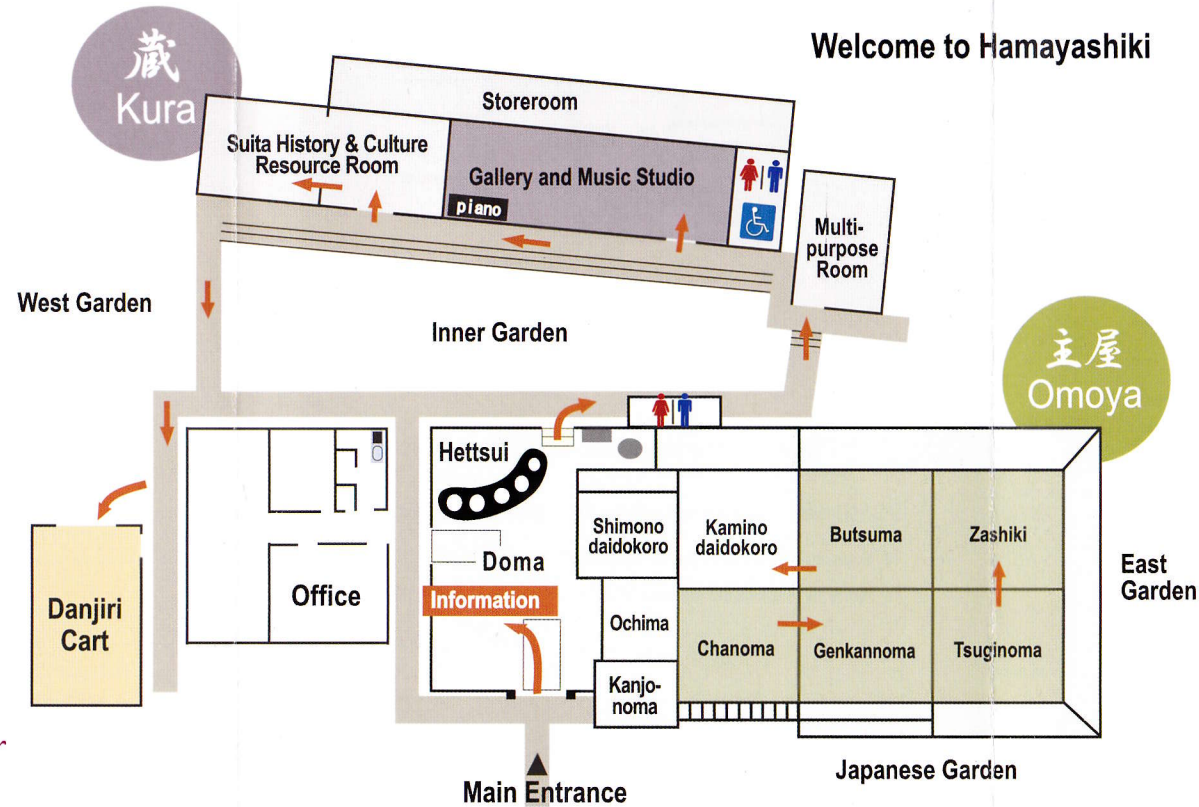 Welcome to Hamayashiki
蔵
Kura
Storeroom
Suita History & Culture
Resource Room
Gallery and Music Studio
piano
Multi-
purpose
Room
West Garden
Inner Garden
主屋
Omoya
Hettsui
Shimono
daidokoro
Kamino
daidokoro
Butsuma
Zashiki
Doma
East
Garden
Office
Information
Danjiri
Cart
Ochima
Chanoma
Genkannoma
Tsuginoma
Kanjo-
noma
Japanese Garden
Main Entrance